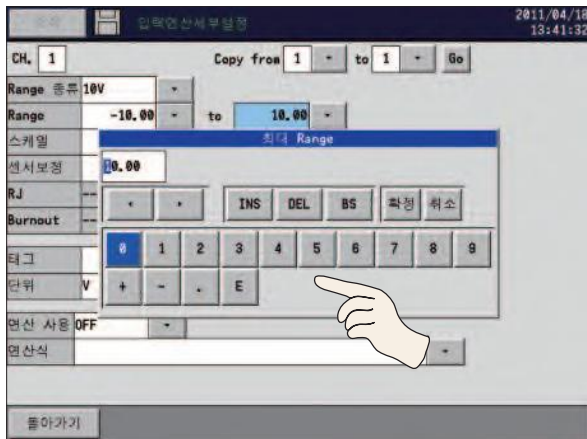 입력연산세부설정
2011/04/18
13:41:32
CH. 1 Copy from 1 to 1 Go
Range 종류 10V
Range -10.00 to 10.00
스케일
최대 Range
센서보정
10.00
RJ --
INS DEL BS 확정 취소
Burnout --
0 1 2 3 4 5 6 7 8 9
태그
단위 V
+ - . E
연산 사용 OFF
연산식
돌아가기